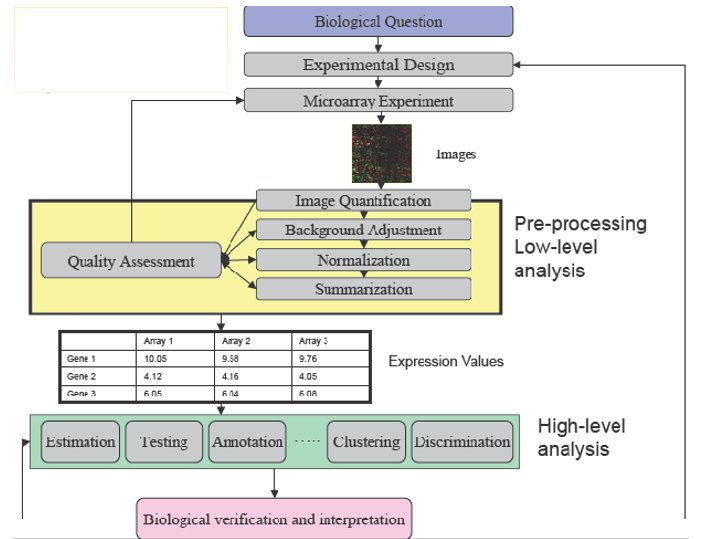 Biological Question
Experimental Design
Microarray Experiment
Images
Image Quantification
Background Adjustment
Quality Assessment
Normalization
Summarization
Pre-processing
Low-level
analysis
Array 1 Array 2 Array 3
Gene 1 10.05 9.58 9.76
Gene 2 4.12 4.16 4.05
Gene 3 6.05 6.04 6.08
Expression Values
Estimation Testing Annotation ..... Clustering Discrimination
High-level
analysis
Biological verification and interpretation